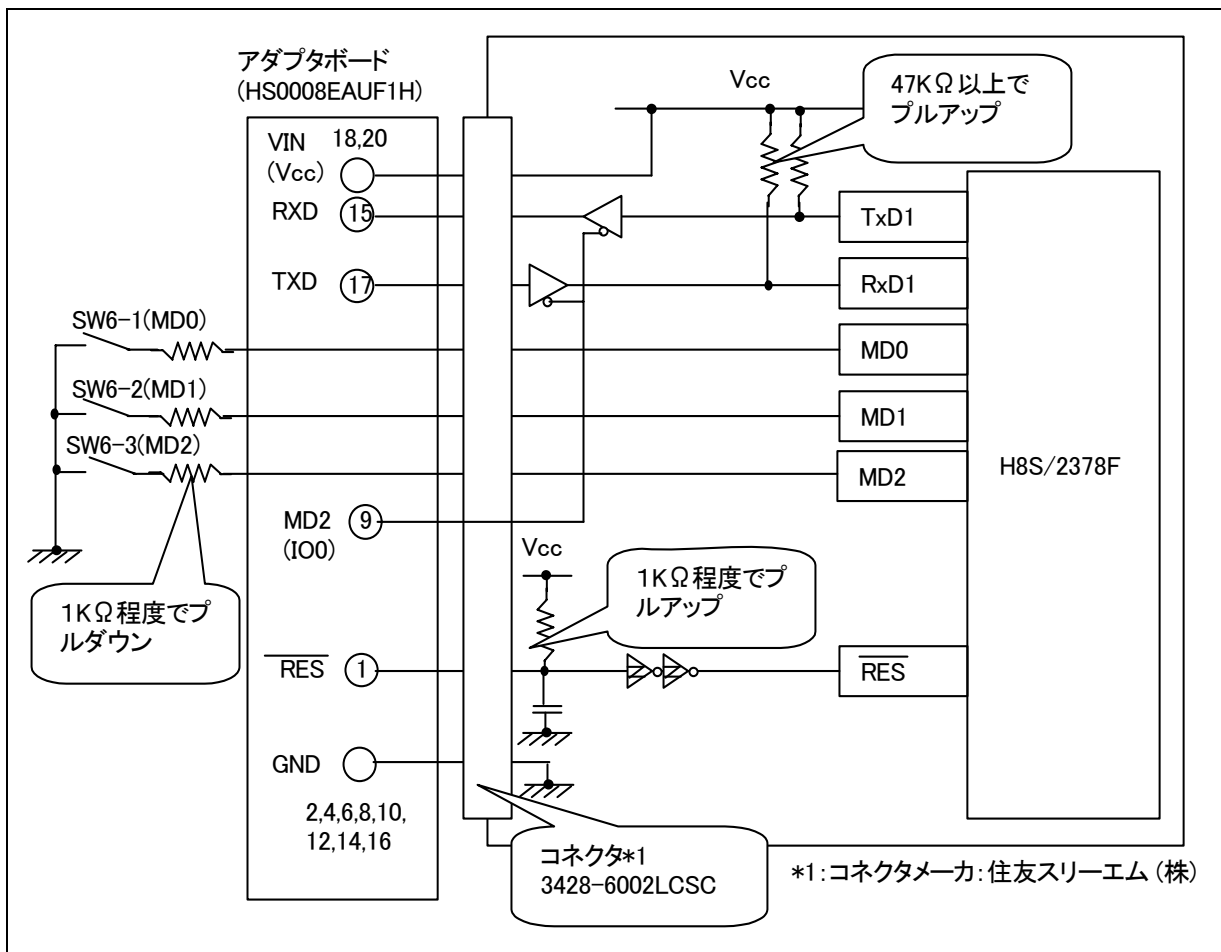 アダプタボード
(HS0008EAUF1H)
VIN
(Vcc)
18,20
RXD
15
TXD
17
SW6-1(MD0)
SW6-2(MD1)
SW6-3(MD2)
1KΩ程度でプ
ルダウン
MD2
(IO0)
9
RES
1
GND
2,4,6,8,10,
12,14,16
Vcc
47KΩ以上で
プルアップ
TxD1
RxD1
MD0
MD1
MD2
H8S/2378F
Vcc
1KΩ程度でプ
ルアップ
RES
コネクタ*1
3428-6002LCSC
*1:コネクタメーカ:住友スリーエム(株)